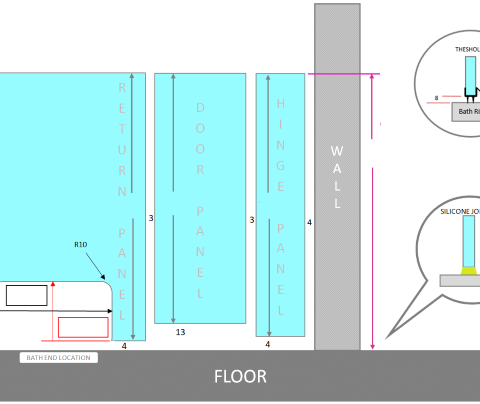 RETURN PANEL
DOOR PANEL
HINGE PANEL
WALL
THESHOL
8
Bath Ri
SILICONE JO
3
3
4
R10
13
4
4
BATH END LOCATION
FLOOR